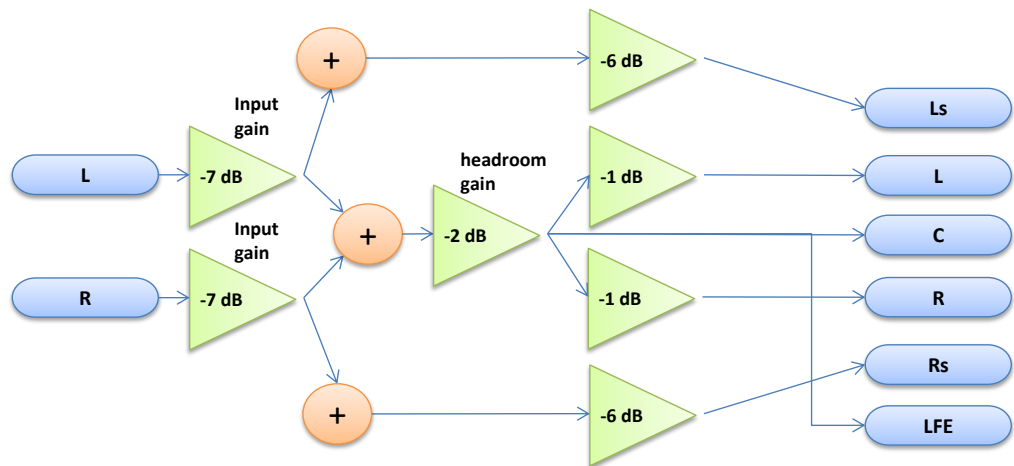 +
-6 dB
Ls
Input
gain
L
-7 dB
headroom
gain
-1 dB
L
Input
gain
+
-2 dB
C
R
-7 dB
-1 dB
R
Rs
+
-6 dB
LFE